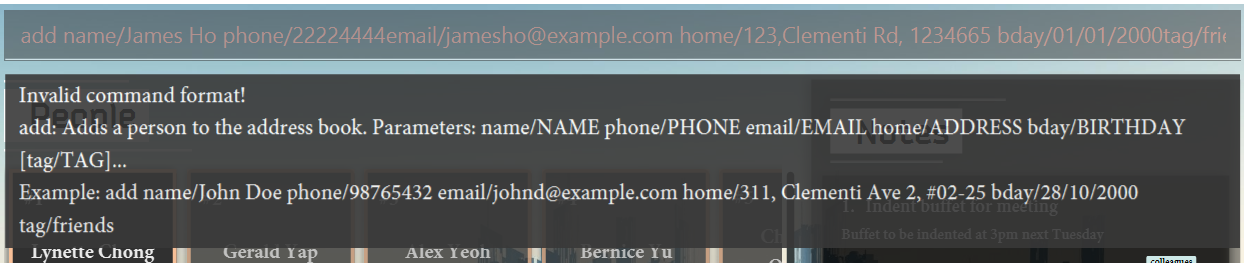 add name/James Ho phone/22224444email/jamesho@example.com home/123,Clementi Rd, 1234665 bday/01/01/2000tag/frie
Invalid command format!
People
add: Adds a person to the address book. Parameters: name/NAME phone/PHONE email/EMAIL home/ADDRESS bday/BIRTHDAY
Notes
[tag/TAG]...
Example: add name/John Doe phone/98765432 email/johnd@example.com home/311, Clementi Ave 2, #02-25 bday/28/10/2000
1. Indent buffet for meeting
tag/friends
Buffet to be indented at 3pm next Tuesday
Lynette Chong Gerald Yap Alex Yeoh Bernice Yu
colleagues